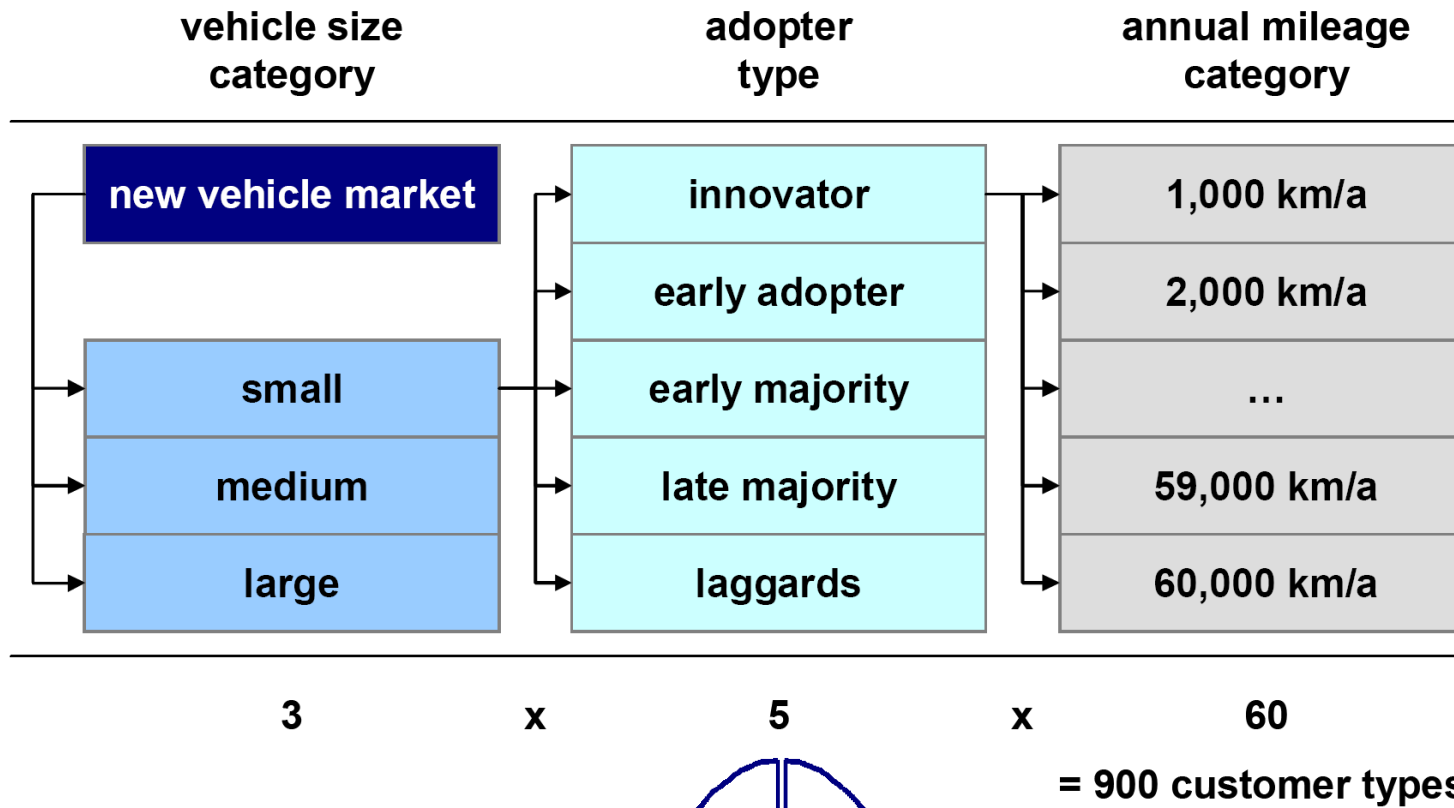 vehicle size
category
adopter
type
annual mileage
category
new vehicle market
innovator
1,000 km/a
early adopter
2,000 km/a
small
early majority
...
medium
late majority
59,000 km/a
large
laggards
60,000 km/a
3 x 5 x 60
= 900 customer types